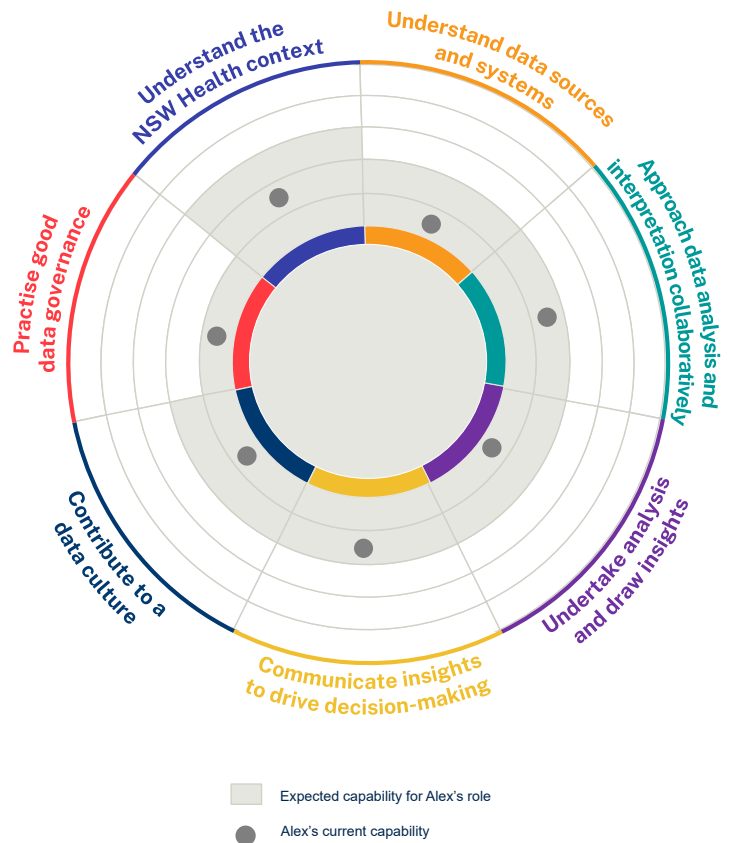 Understand the
NSW Health context
Understand data sources
and systems
Approach data analysis and
interpretation collaboratively
Undertake analysis
and draw insights
Communicate insights
to drive decision-making
Contribute to a
data culture
Practise good
data governance
Expected capability for Alex’s role
Alex’s current capability